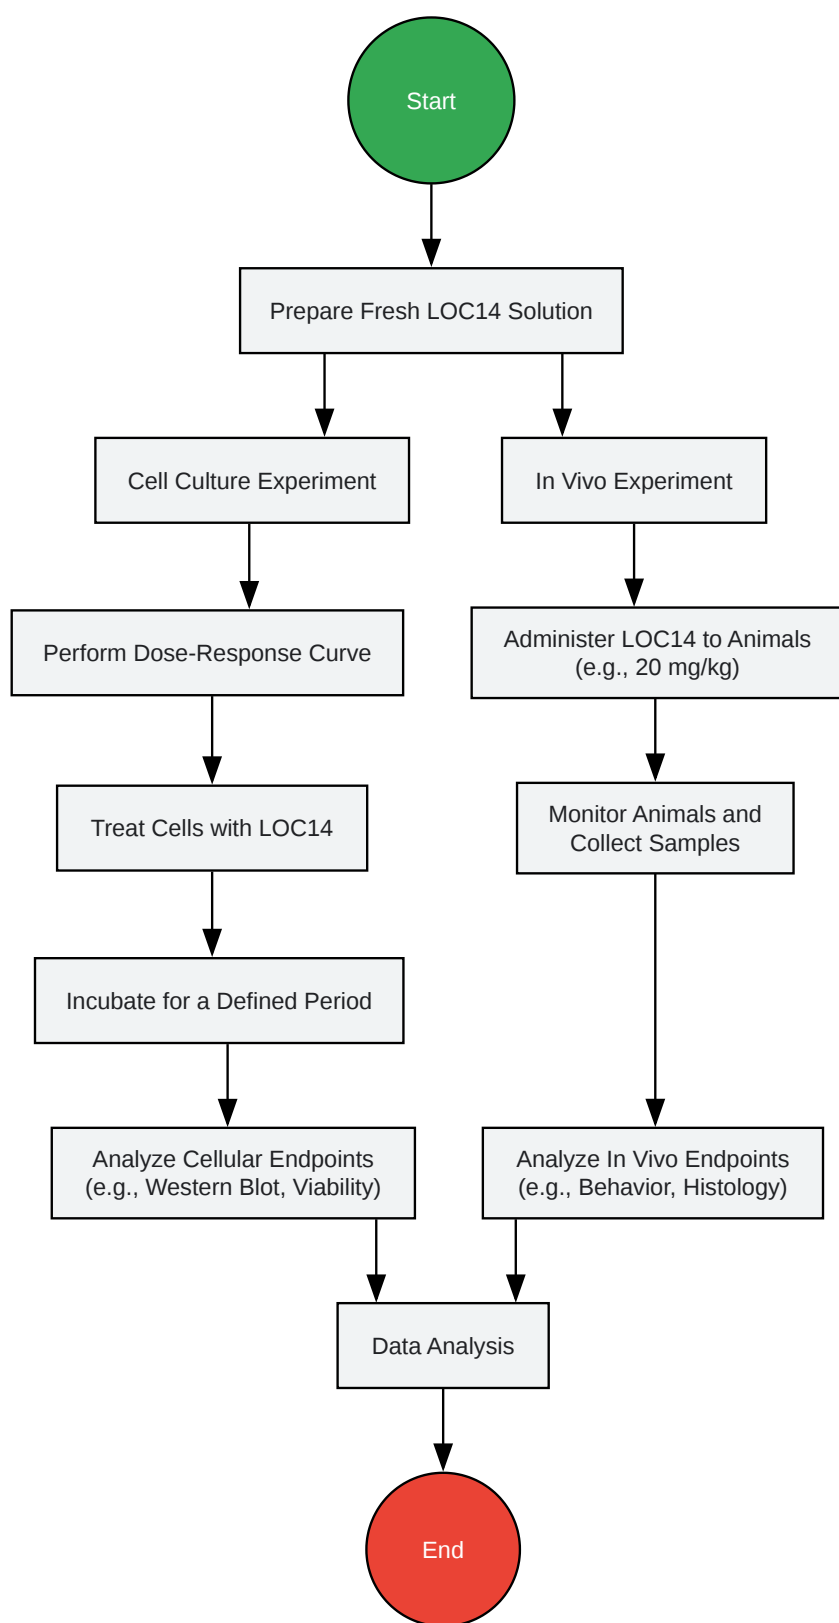 Start
Prepare Fresh LOC14 Solution
Cell Culture Experiment
In Vivo Experiment
Perform Dose-Response Curve
Administer LOC14 to Animals
(e.g., 20 mg/kg)
Treat Cells with LOC14
Monitor Animals and
Collect Samples
Incubate for a Defined Period
Analyze Cellular Endpoints
(e.g., Western Blot, Viability)
Analyze In Vivo Endpoints
(e.g., Behavior, Histology)
Data Analysis
End